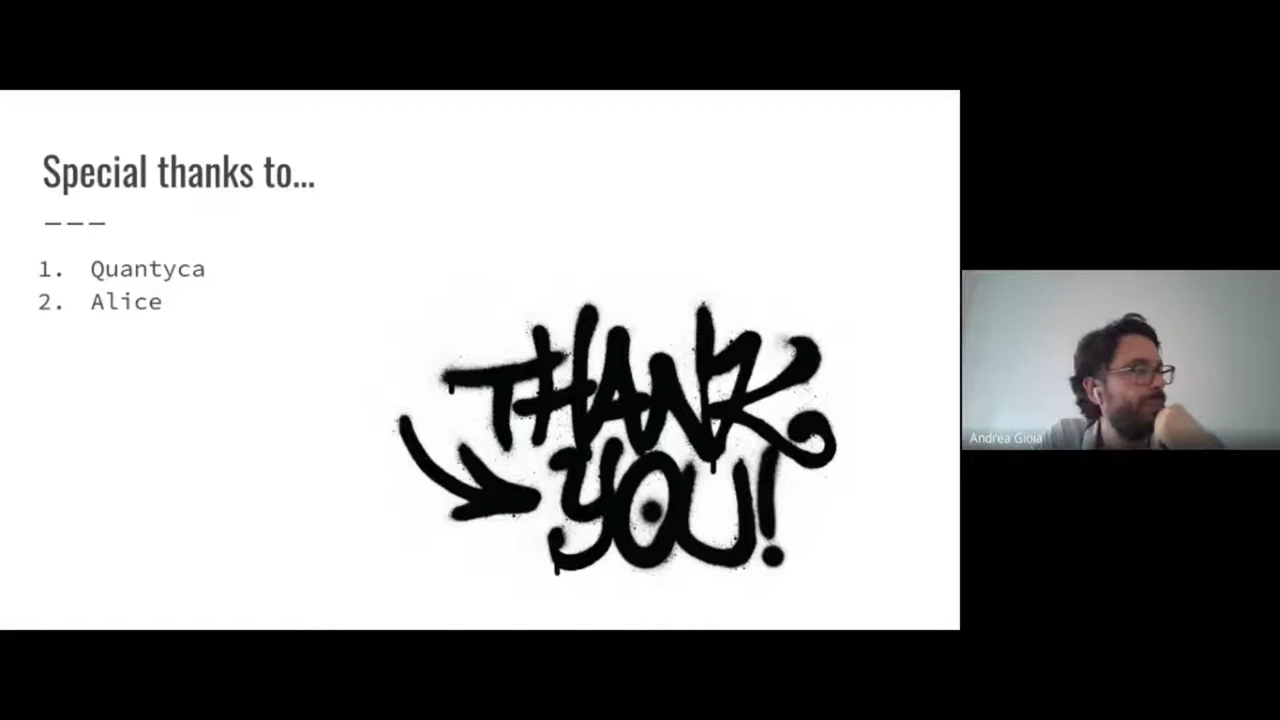 Special thanks to...
———
1. Quantyca
2. Alice
THANK
YOU!
Andrea Gioia